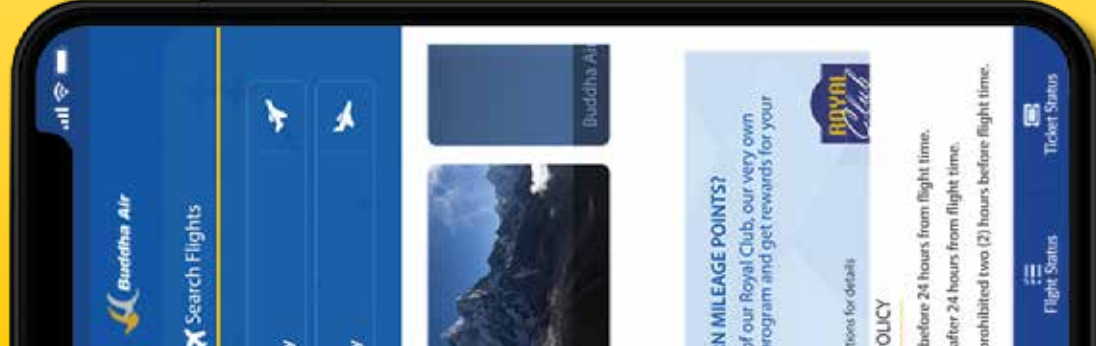 Buddha Air
Search Flights
y
y
Buddha Air
N MILEAGE POINTS?
of our Royal Club, our very own
program and get rewards for your
tions for details
ROYAL
Club
OLICY
before 24 hours from flight time.
after 24 hours from flight time.
prohibited two (2) hours before flight time.
Flight Status
Ticket Status